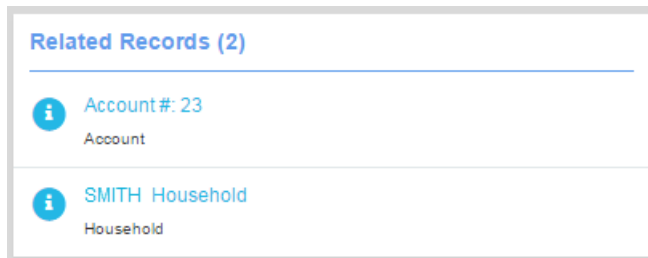 Related Records (2)
Account #: 23
Account
SMITH Household
Household